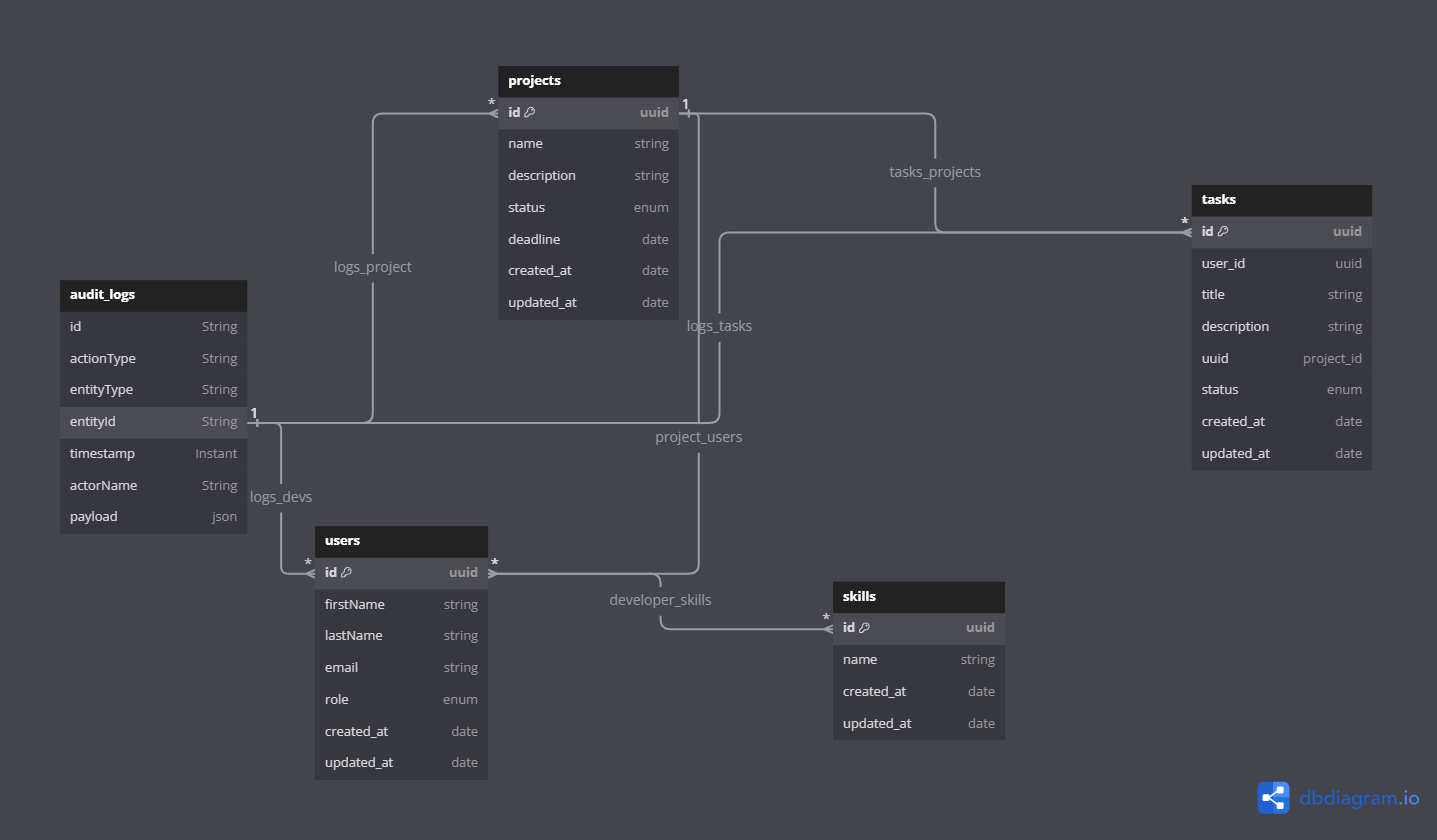 projects
* id uuid 1
name string
description string
status enum
deadline date
created_at date
updated_at date
tasks_projects
tasks
* id uuid
user_id uuid
title string
description string
uuid project_id
status enum
created_at date
updated_at date
logs_project
logs_tasks
audit_logs
id String
actionType String
entityType String
entityId String 1
timestamp Instant
actorName String
payload json
project_users
logs_devs
users
* id uuid *
firstName string
lastName string
email string
role enum
created_at date
updated_at date
developer_skills
skills
* id uuid
name string
created_at date
updated_at date
dbdiagram.io